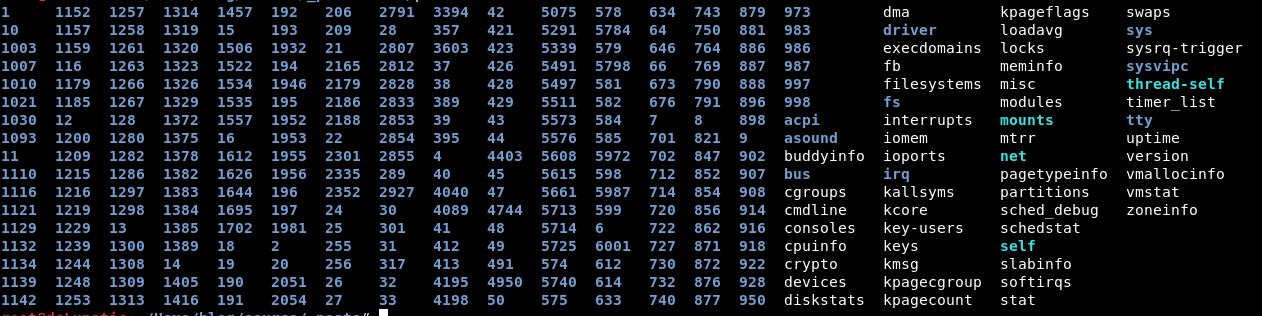 1 1152 1257 1314 1457 192 206 2791 3394 42 5075 578 634 743 879 973 dma kpageflags swaps
10 1157 1258 1319 15 193 209 28 357 421 5291 5784 64 750 881 983 driver loadavg sys
1003 1159 1261 1320 1506 1932 21 2807 3603 423 5339 579 646 764 886 986 execdomains locks sysrq-trigger
1007 116 1263 1323 1522 194 2165 2812 37 426 5491 5798 66 769 887 987 fb meminfo sysvipc
1010 1179 1266 1326 1534 1946 2179 2828 38 428 5497 581 673 790 888 997 filesystems misc thread-self
1021 1185 1267 1329 1535 195 2186 2833 389 429 5511 582 676 791 896 998 fs modules timer_list
1030 12 128 1372 1557 1952 2188 2853 39 43 5573 584 7 8 898 acpi interrupts mounts tty
1093 1200 1280 1375 16 1953 22 2854 395 44 5576 585 701 821 9 asound iomem mtrr uptime
11 1209 1282 1378 1612 1955 2301 2855 4 4403 5608 5972 702 847 902 buddyinfo ioports net version
1110 1215 1286 1382 1626 1956 2335 289 40 45 5615 598 712 852 907 bus irq pagetypeinfo vmallocinfo
1116 1216 1297 1383 1644 196 2352 2927 4040 47 5661 5987 714 854 908 cgroups kallsyms partitions vmstat
1121 1219 1298 1384 1695 197 24 30 4089 4744 5713 599 720 856 914 cmdline kcore sched_debug zoneinfo
1129 1229 13 1385 1702 1981 25 301 41 48 5714 6 722 862 916 consoles key-users schedstat
1132 1239 1300 1389 18 2 255 31 412 49 5725 6001 727 871 918 cpuinfo keys self
1134 1244 1308 14 19 20 256 317 413 491 574 612 730 872 922 crypto kmsg slabinfo
1139 1248 1309 1405 190 2051 26 32 4195 4950 5740 614 732 876 928 devices kpagecgroup softirqs
1142 1253 1313 1416 191 2054 27 33 4198 50 575 633 740 877 950 diskstats kpagecount stat